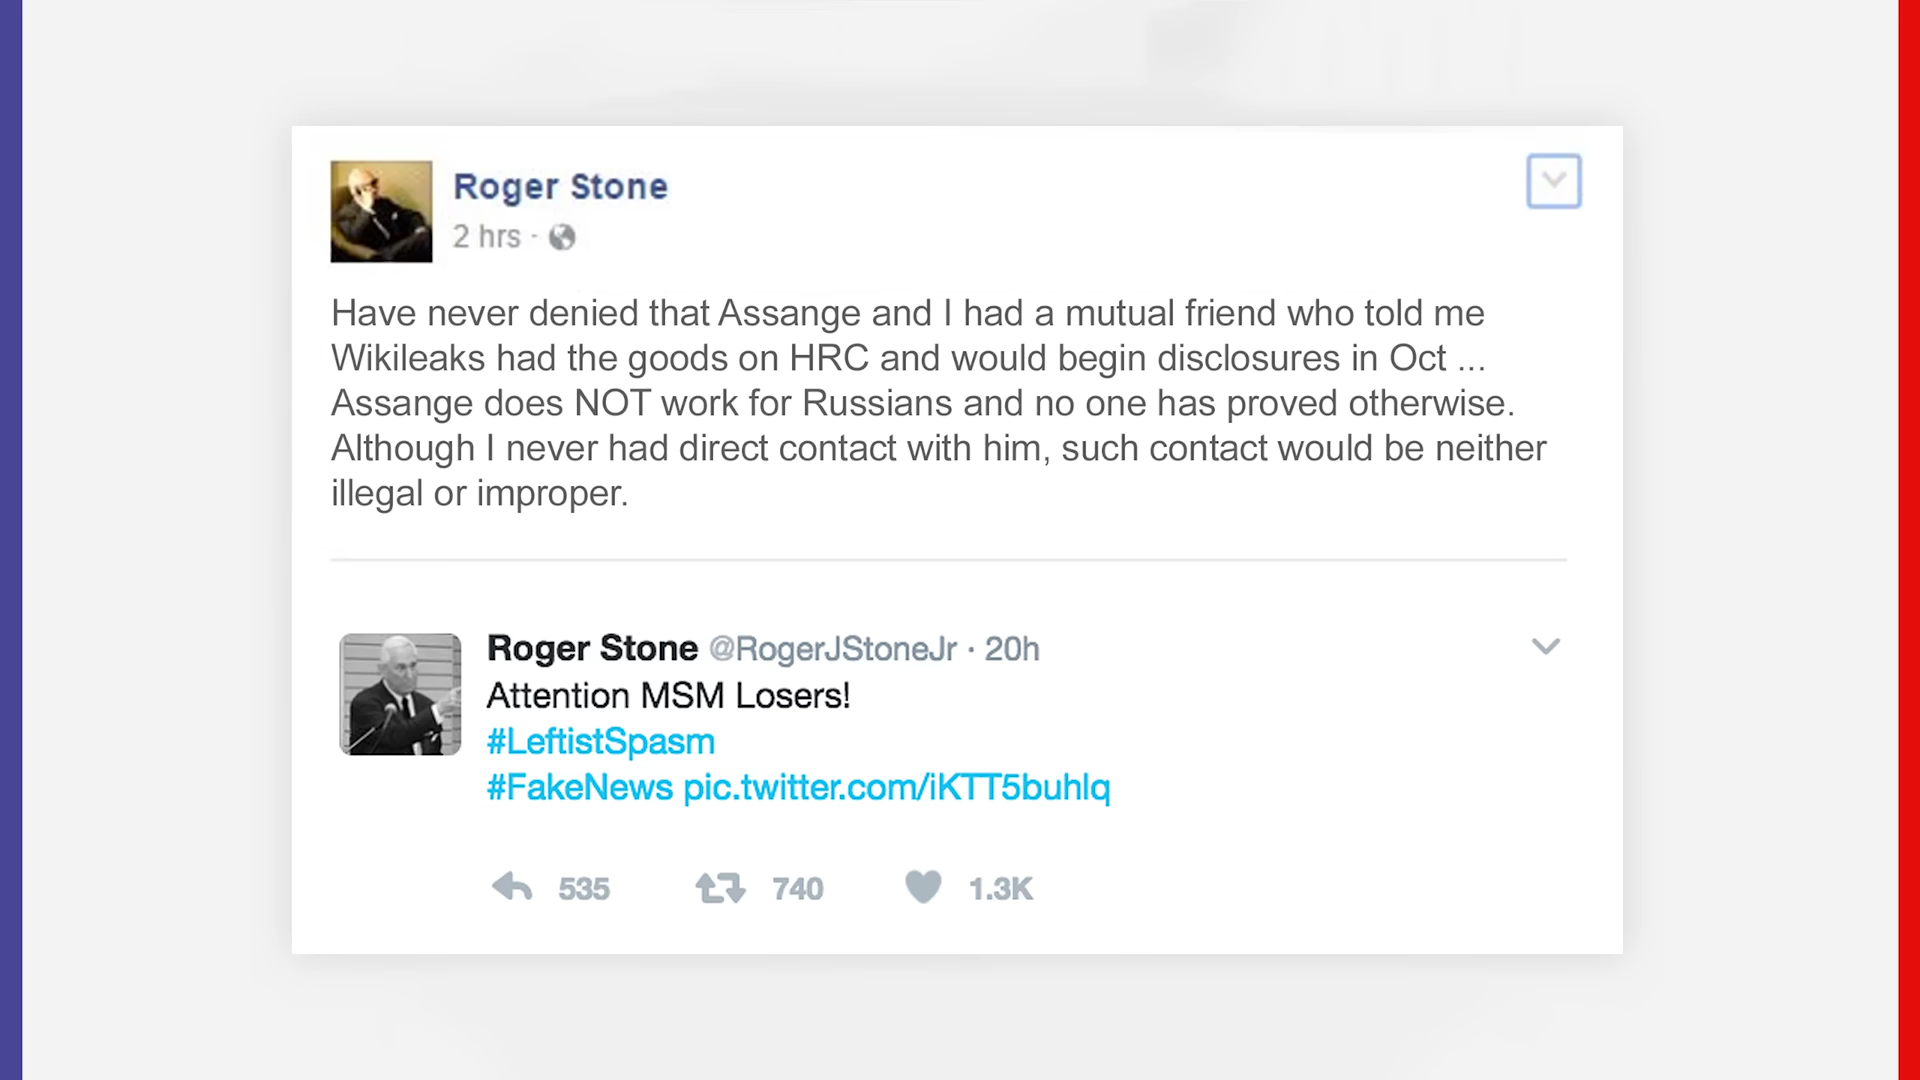 Roger Stone
2 hrs ·
Have never denied that Assange and I had a mutual friend who told me
Wikileaks had the goods on HRC and would begin disclosures in Oct ...
Assange does NOT work for Russians and no one has proved otherwise.
Although I never had direct contact with him, such contact would be neither
illegal or improper.
Roger Stone @RogerJStoneJr · 20h
Attention MSM Losers!
#LeftistSpasm
#FakeNews pic.twitter.com/iKTT5buhlq
535 740 1.3K